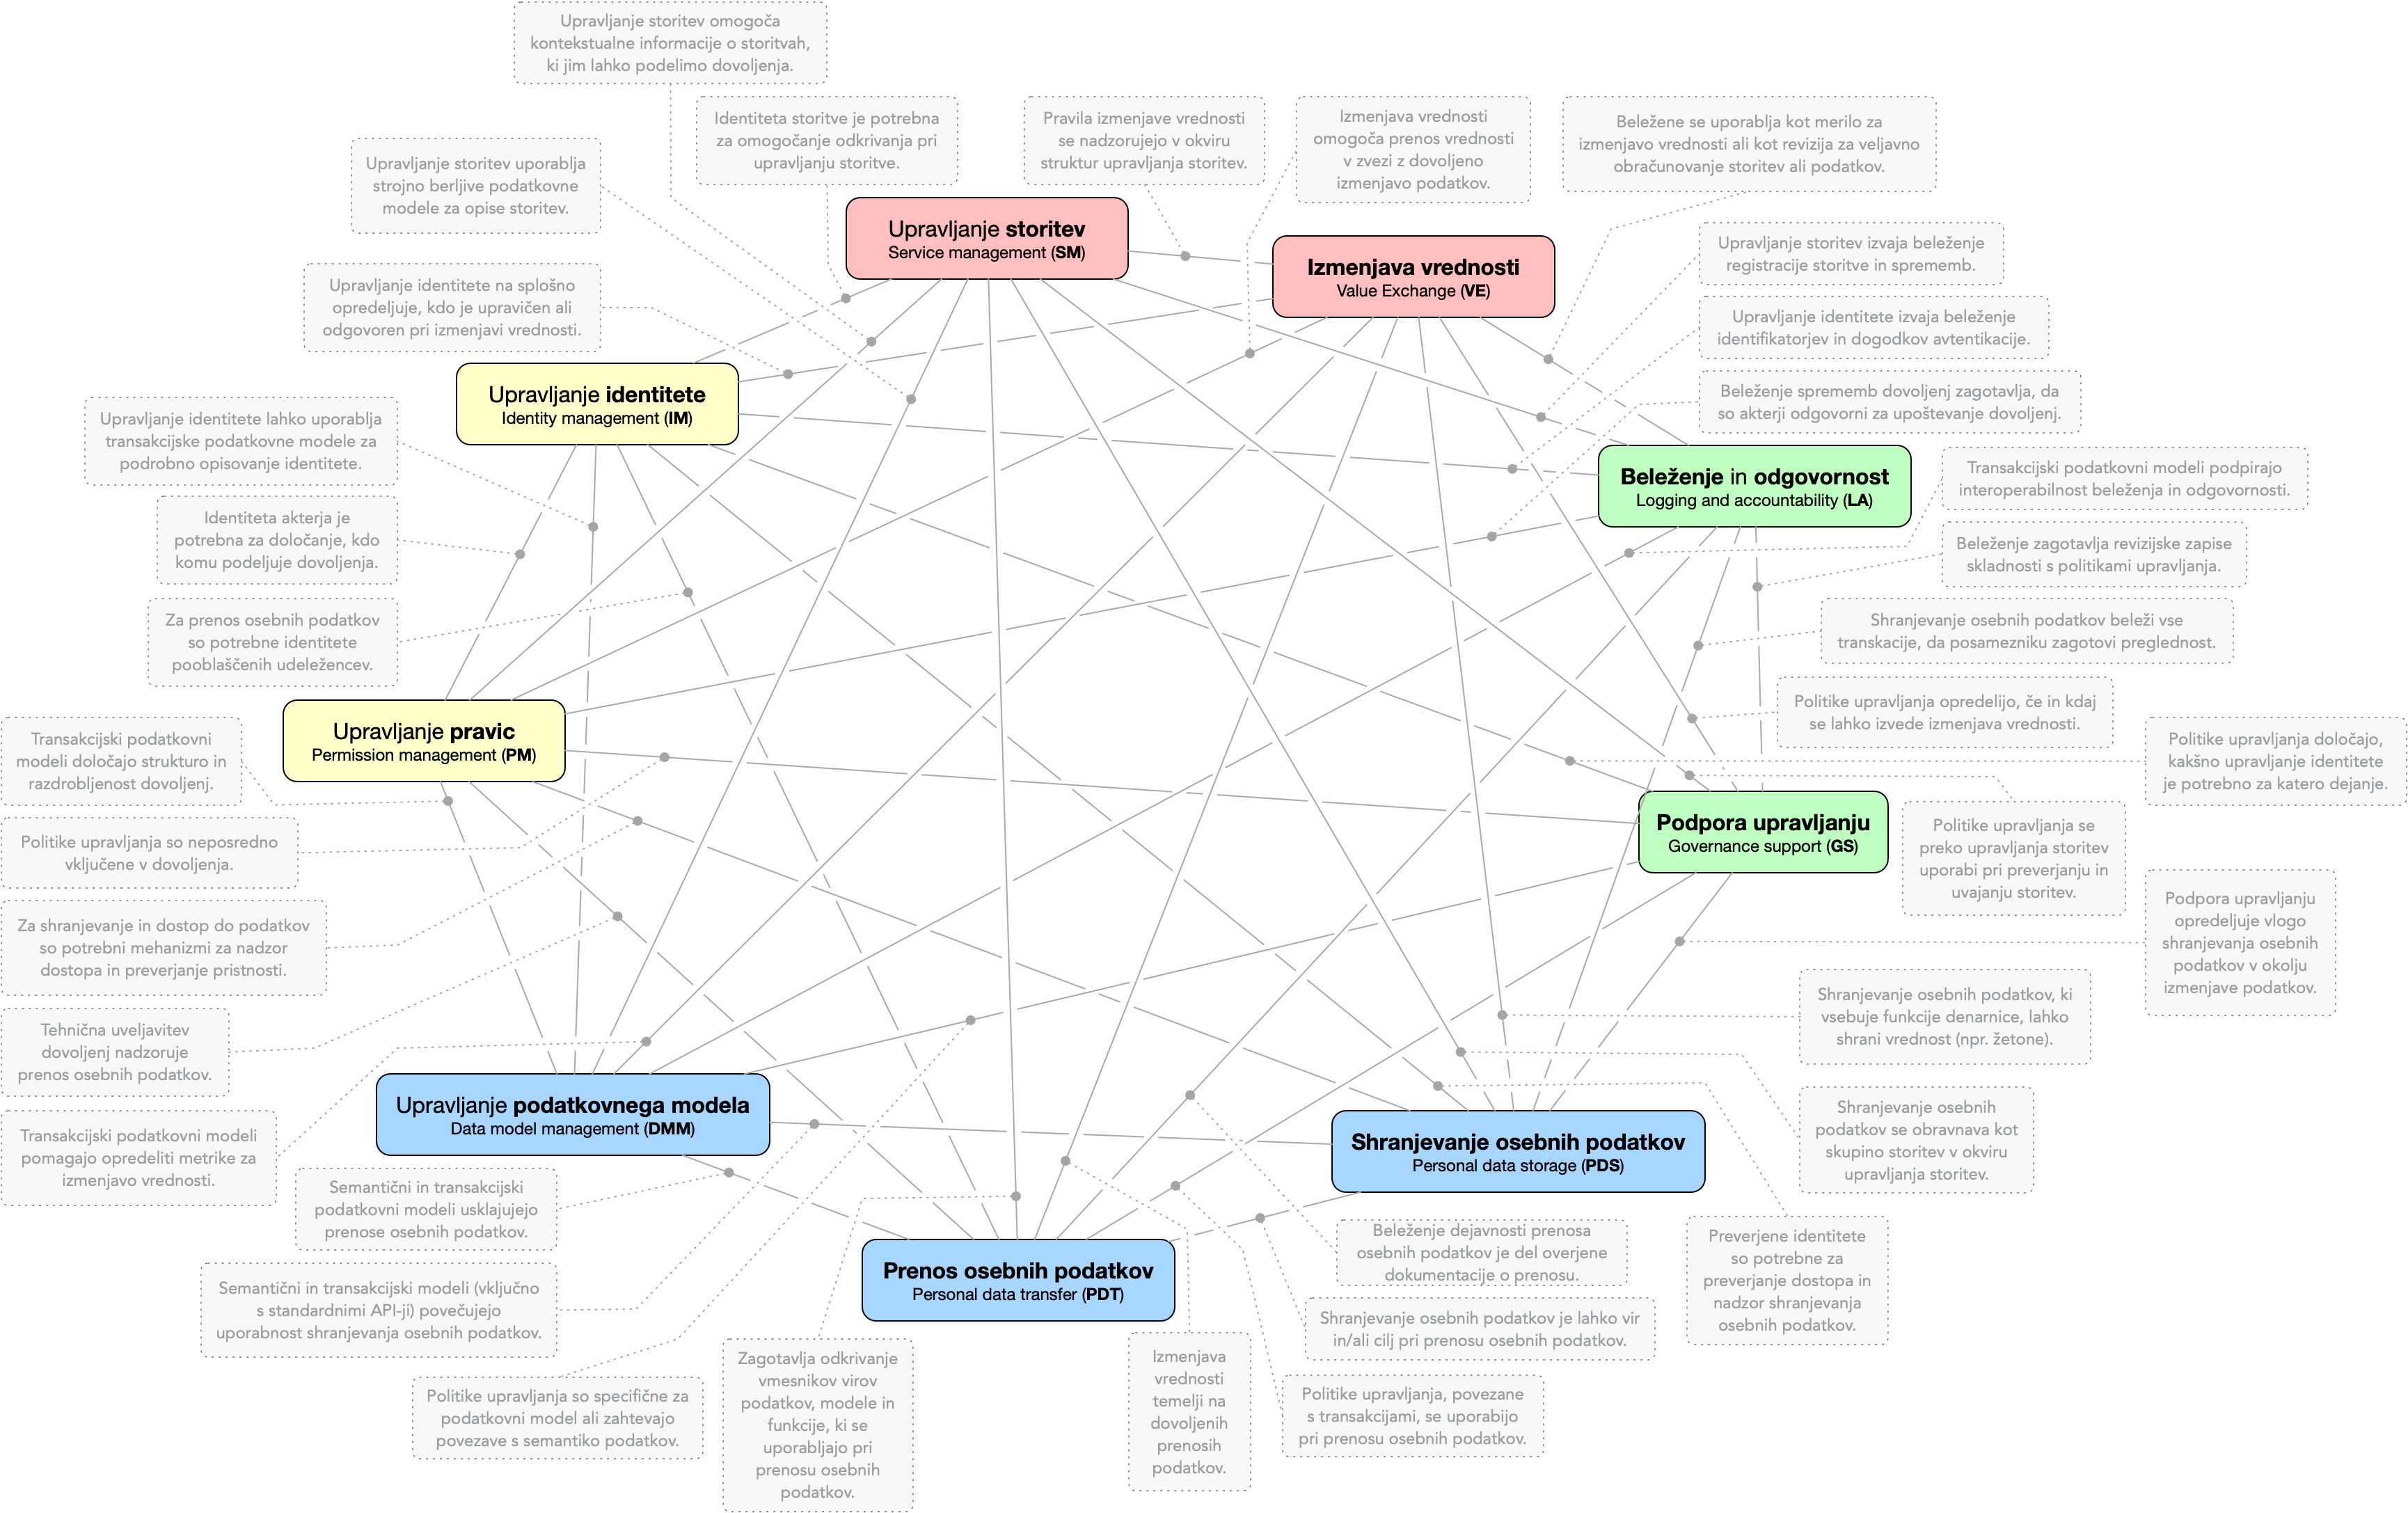 Upravljanje storitev omogoča
kontekstualne informacije o storitvah,
ki jim lahko podelimo dovoljenja.
Identiteta storitve je potrebna
za omogočanje odkrivanja pri
upravljanju storitve.
Pravila izmenjave vrednosti
se nadzorujejo v okviru
struktur upravljanja storitev.
Izmenjava vrednosti
omogoča prenos vrednosti
v zvezi z dovoljeno
izmenjavo podatkov.
Beležene se uporablja kot merilo za
izmenjavo vrednosti ali kot revizija za veljavno
obračunovanje storitev ali podatkov.
Upravljanje storitev uporablja
strojno berljive podatkovne
modele za opise storitev.
Upravljanje storitev
Service management (SM)
Izmenjava vrednosti
Value Exchange (VE)
Upravljanje storitev izvaja beleženje
registracije storitve in sprememb.
Upravljanje identitete na splošno
opredeljuje, kdo je upravičen ali
odgovoren pri izmenjavi vrednosti.
Upravljanje identitete izvaja beleženje
identifikatorjev in dogodkov avtentikacije.
Upravljanje identitete
Identity management (IM)
Beleženje sprememb dovoljenj zagotavlja, da
so akterji odgovorni za upoštevanje dovoljenj.
Upravljanje identitete lahko uporablja
transakcijske podatkovne modele za
podrobno opisovanje identitete.
Beleženje in odgovornost
Logging and accountability (LA)
Transakcijski podatkovni modeli podpirajo
interoperabilnost beleženja in odgovornosti.
Identiteta akterja je
potrebna za določanje, kdo
komu podeljuje dovoljenja.
Beleženje zagotavlja revizijske zapise
skladnosti s politikami upravljanja.
Za prenos osebnih podatkov
so potrebne identitete
pooblaščenih udeležencev.
Shranjevanje osebnih podatkov beleži vse
transkacije, da posamezniku zagotovi preglednost.
Politike upravljanja opredelijo, če in kdaj
se lahko izvede izmenjava vrednosti.
Upravljanje pravic
Permission management (PM)
Transakcijski podatkovni
modeli določajo strukturo in
razdrobljenost dovoljenj.
Politike upravljanja določajo,
kakšno upravljanje identitete
je potrebno za katero dejanje.
Podpora upravljanju
Governance support (GS)
Politike upravljanja so neposredno
vključene v dovoljenja.
Politike upravljanja se
preko upravljanja storitev
uporabi pri preverjanju in
uvajanju storitev.
Podpora upravljanju
opredeljuje vlogo
shranjevanja osebnih
podatkov v okolju
izmenjave podatkov.
Za shranjevanje in dostop do podatkov
so potrebni mehanizmi za nadzor
dostopa in preverjanje pristnosti.
Shranjevanje osebnih podatkov, ki
vsebuje funkcije denarnice, lahko
shrani vrednost (npr. žetone).
Tehnična uveljavitev
dovoljenj nadzoruje
prenos osebnih podatkov.
Upravljanje podatkovnega modela
Data model management (DMM)
Shranjevanje osebnih podatkov
Personal data storage (PDS)
Shranjevanje osebnih
podatkov se obravnava kot
skupino storitev v okviru
upravljanja storitev.
Transakcijski podatkovni modeli
pomagajo opredeliti metrike za
izmenjavo vrednosti.
Semantični in transakcijski
podatkovni modeli usklajujejo
prenose osebnih podatkov.
Prenos osebnih podatkov
Personal data transfer (PDT)
Beleženje dejavnosti prenosa
osebnih podatkov je del overjene
dokumentacije o prenosu.
Preverjene identitete
so potrebne za
preverjanje dostopa in
nadzor shranjevanja
osebnih podatkov.
Semantični in transakcijski modeli (vključno
s standardnimi API-ji) povečujejo
uporabnost shranjevanja osebnih podatkov.
Shranjevanje osebnih podatkov je lahko vir
in/ali cilj pri prenosu osebnih podatkov.
Politike upravljanja so specifične za
podatkovni model ali zahtevajo
povezave s semantiko podatkov.
Zagotavlja odkrivanje
vmesnikov virov
podatkov, modele in
funkcije, ki se
uporabljajo pri
prenosu osebnih
podatkov.
Izmenjava
vrednosti
temelji na
dovoljenih
prenosih
podatkov.
Politike upravljanja, povezane
s transakcijami, se uporabijo
pri prenosu osebnih podatkov.